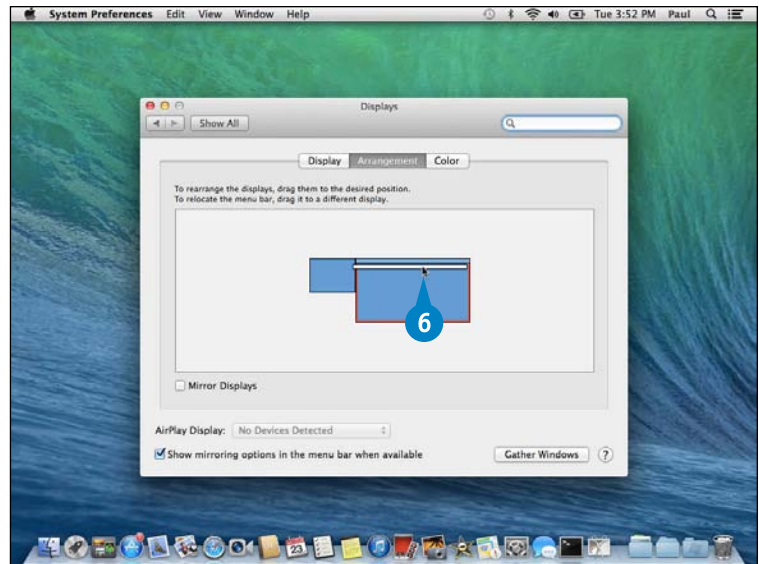 System Preferences Edit View Window Help Tue 3:52 PM Paul
Displays
Show All
Display Arrangement Color
To rearrange the displays, drag them to the desired position.
To relocate the menu bar, drag it to a different display.
6
Mirror Displays
AirPlay Display: No Devices Detected
Show mirroring options in the menu bar when available
Gather Windows ?
23